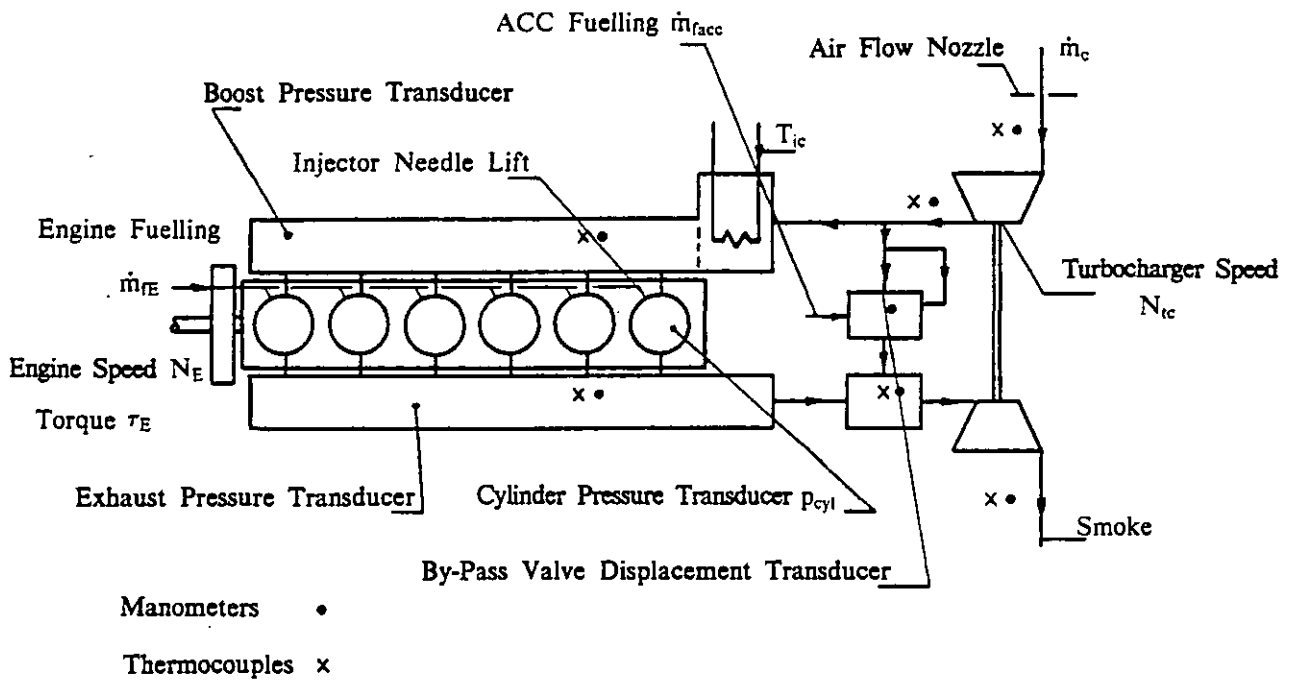 ACC Fuelling ṁfacc
Air Flow Nozzle
ṁc
Boost Pressure Transducer
x •
Injector Needle Lift
Tic
x •
Engine Fuelling
x •
Turbocharger Speed
Ntc
ṁfE
Engine Speed NE
x •
x •
Torque τE
Exhaust Pressure Transducer
Cylinder Pressure Transducer pcyl
x •
Smoke
By-Pass Valve Displacement Transducer
Manometers •
Thermocouples x